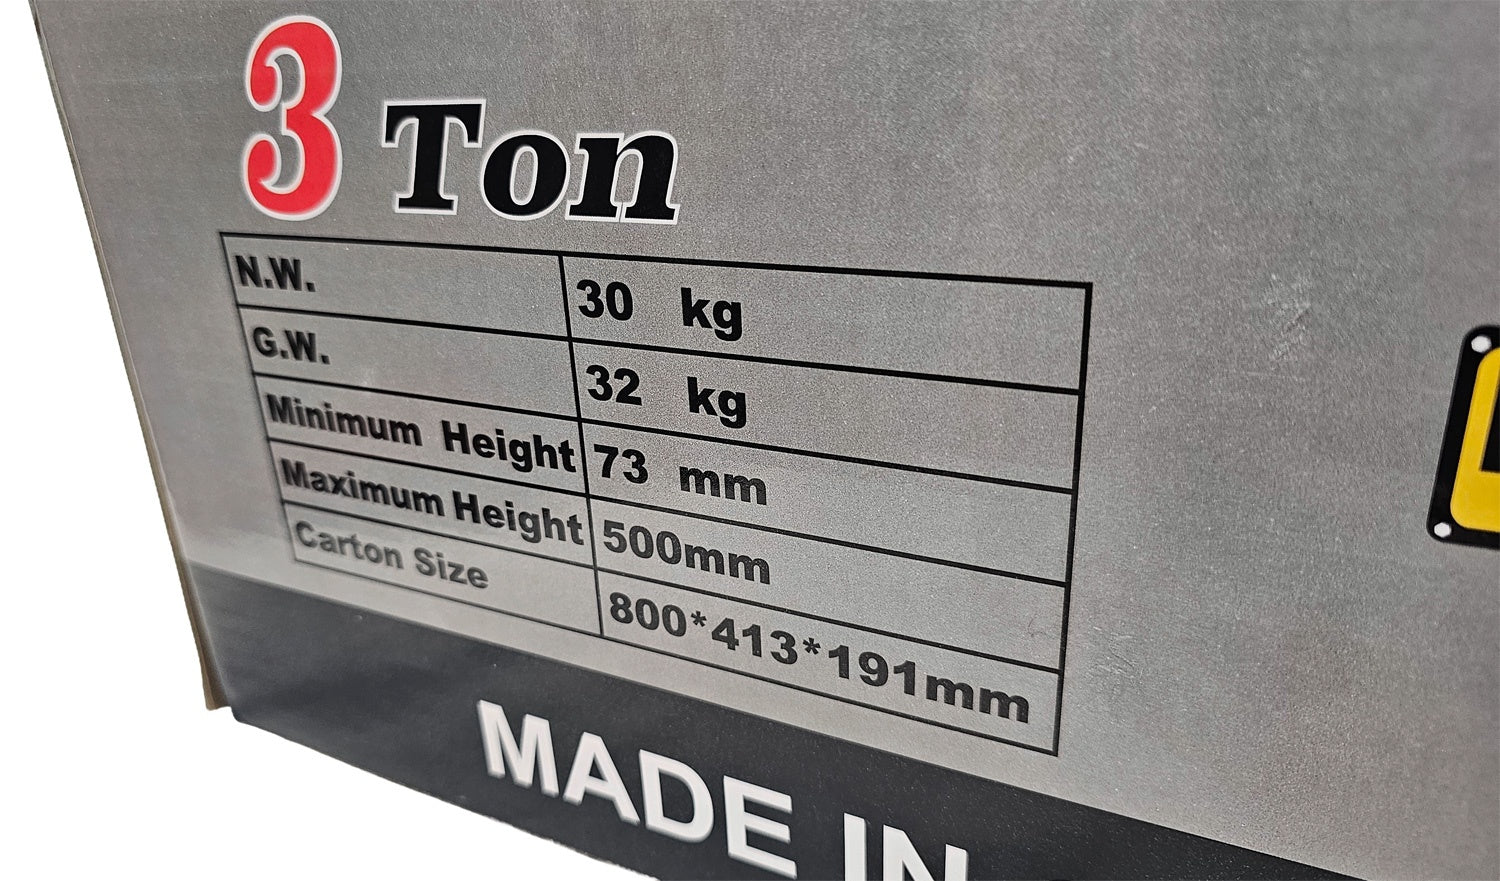 3 Ton
N.W. 30 kg
G.W. 32 kg
Minimum Height 73 mm
Maximum Height 500mm
Carton Size 800*413*191mm
MADE IN